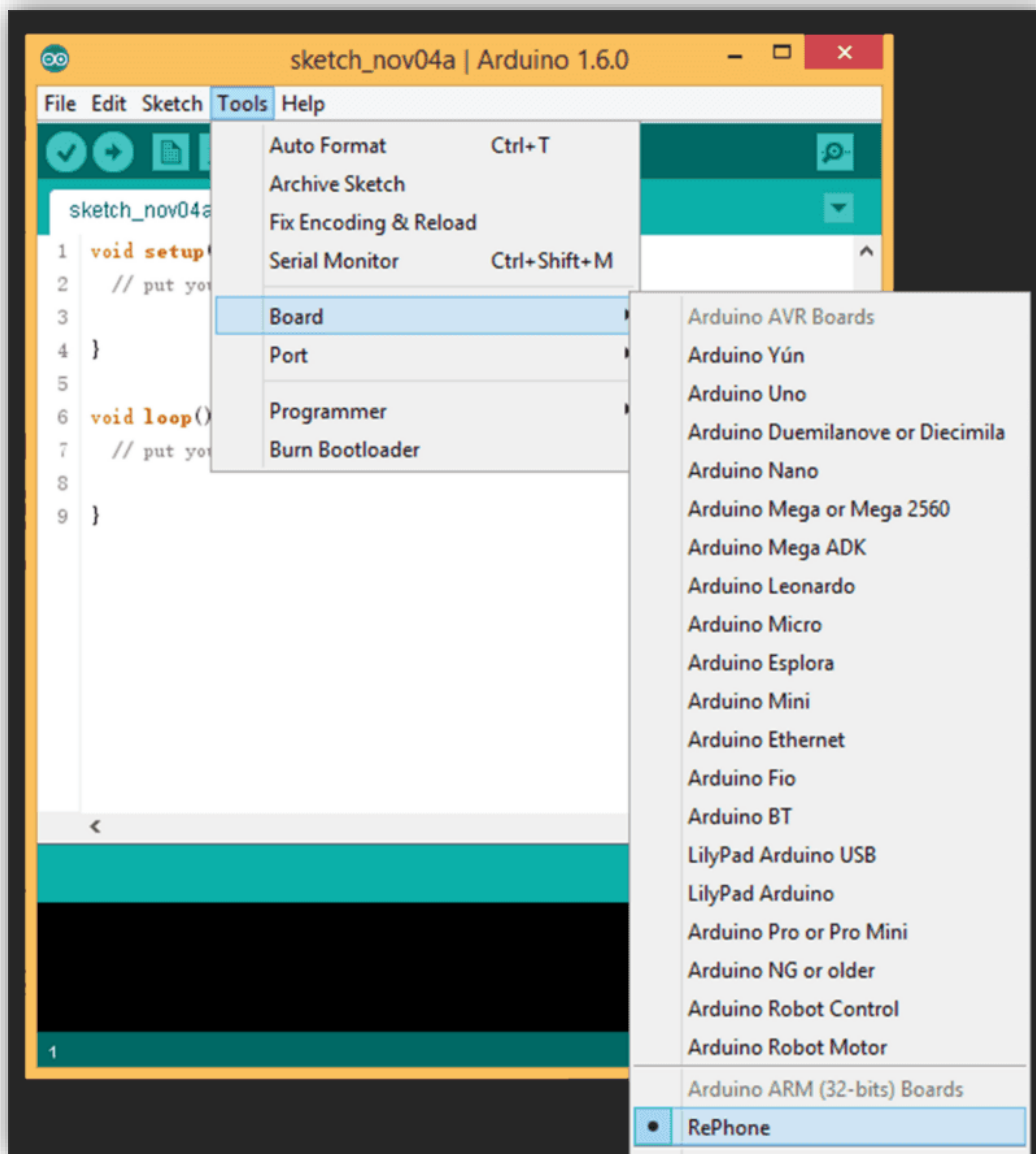 sketch_nov04a | Arduino 1.6.0
File Edit Sketch Tools Help
Auto Format Ctrl+T
Archive Sketch
Fix Encoding & Reload
Serial Monitor Ctrl+Shift+M
Board
Port
Programmer
Burn Bootloader
sketch_nov04a
1 void setup(
2 // put you
3
4 }
5
6 void loop()
7 // put you
8
9 }
1
Arduino AVR Boards
Arduino Yún
Arduino Uno
Arduino Duemilanove or Diecimila
Arduino Nano
Arduino Mega or Mega 2560
Arduino Mega ADK
Arduino Leonardo
Arduino Micro
Arduino Esplora
Arduino Mini
Arduino Ethernet
Arduino Fio
Arduino BT
LilyPad Arduino USB
LilyPad Arduino
Arduino Pro or Pro Mini
Arduino NG or older
Arduino Robot Control
Arduino Robot Motor
Arduino ARM (32-bits) Boards
RePhone